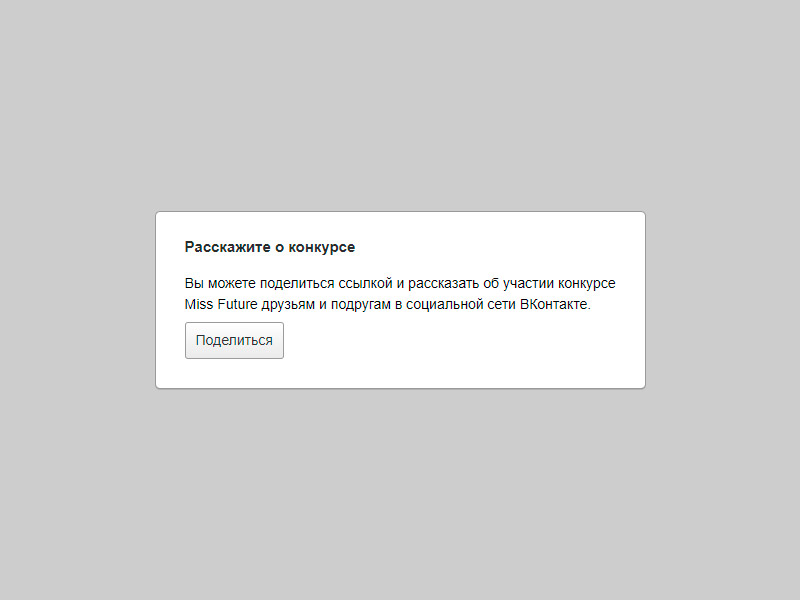 Расскажите о конкурсе
Вы можете поделиться ссылкой и рассказать об участии конкурсе
Miss Future друзьям и подругам в социальной сети ВКонтакте.
Поделиться